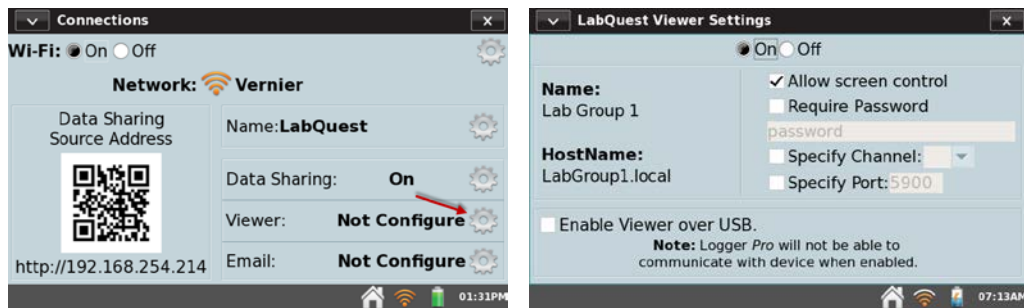 Connections
Wi-Fi: On Off
Network: Vernier
Data Sharing
Source Address
http://192.168.254.214
Name:LabQuest
Data Sharing: On
Viewer: Not Configure
Email: Not Configure
01:31PM
LabQuest Viewer Settings
On Off
Name:
Lab Group 1
HostName:
LabGroup1.local
Allow screen control
Require Password
password
Specify Channel:
Specify Port: 5900
Enable Viewer over USB.
Note: Logger Pro will not be able to
communicate with device when enabled.
07:13AM